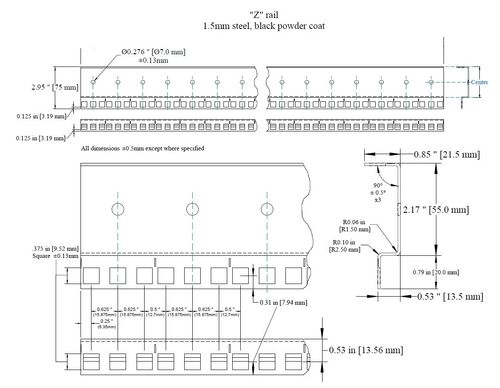 "Z" rail
1.5mm steel, black powder coat
Ø0.276 " [Ø7.0 mm]
±0.13mm
2.95 " [75 mm]
Center
0.125 in [3.19 mm]
0.125 in [3.19 mm]
All dimensions ±0.5mm except where specified
0.85 " [21.5 mm]
90°
± 0.5°
x3
2.17 " [55.0 mm]
R0.06 in
[R1.50 mm]
R0.10 in
[R2.50 mm]
.375 in [9.52 mm]
Square ±0.13mm
0.79 in [20.0 mm]
0.53 " [13.5 mm]
0.31 in [7.94 mm]
0.625 " 0.625 " 0.5 " 0.625 " 0.625 " 0.5 "
[15.875mm] [15.875mm] [12.7mm] [15.875mm] [15.875mm] [12.7mm]
0.25 "
[6.35mm]
0.53 in [13.56 mm]